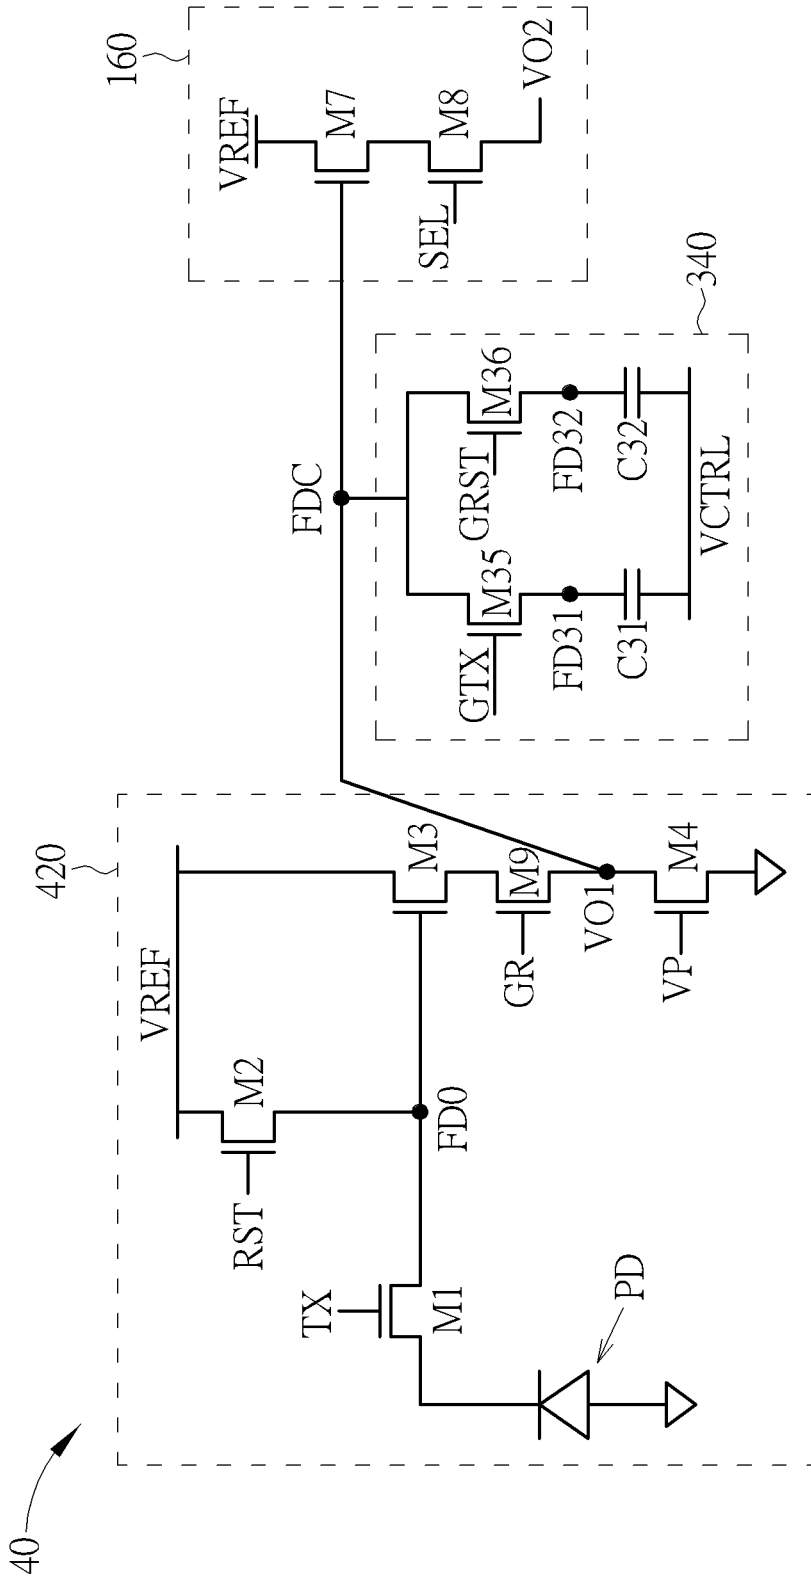 40
420
VREF
RST
M2
TX
M1
FD0
PD
M3
GR
M9
VO1
VP
M4
FDC
340
GTX
M35
GRST
M36
FD31
FD32
C31
C32
VCTRL
160
VREF
M7
SEL
M8
VO2